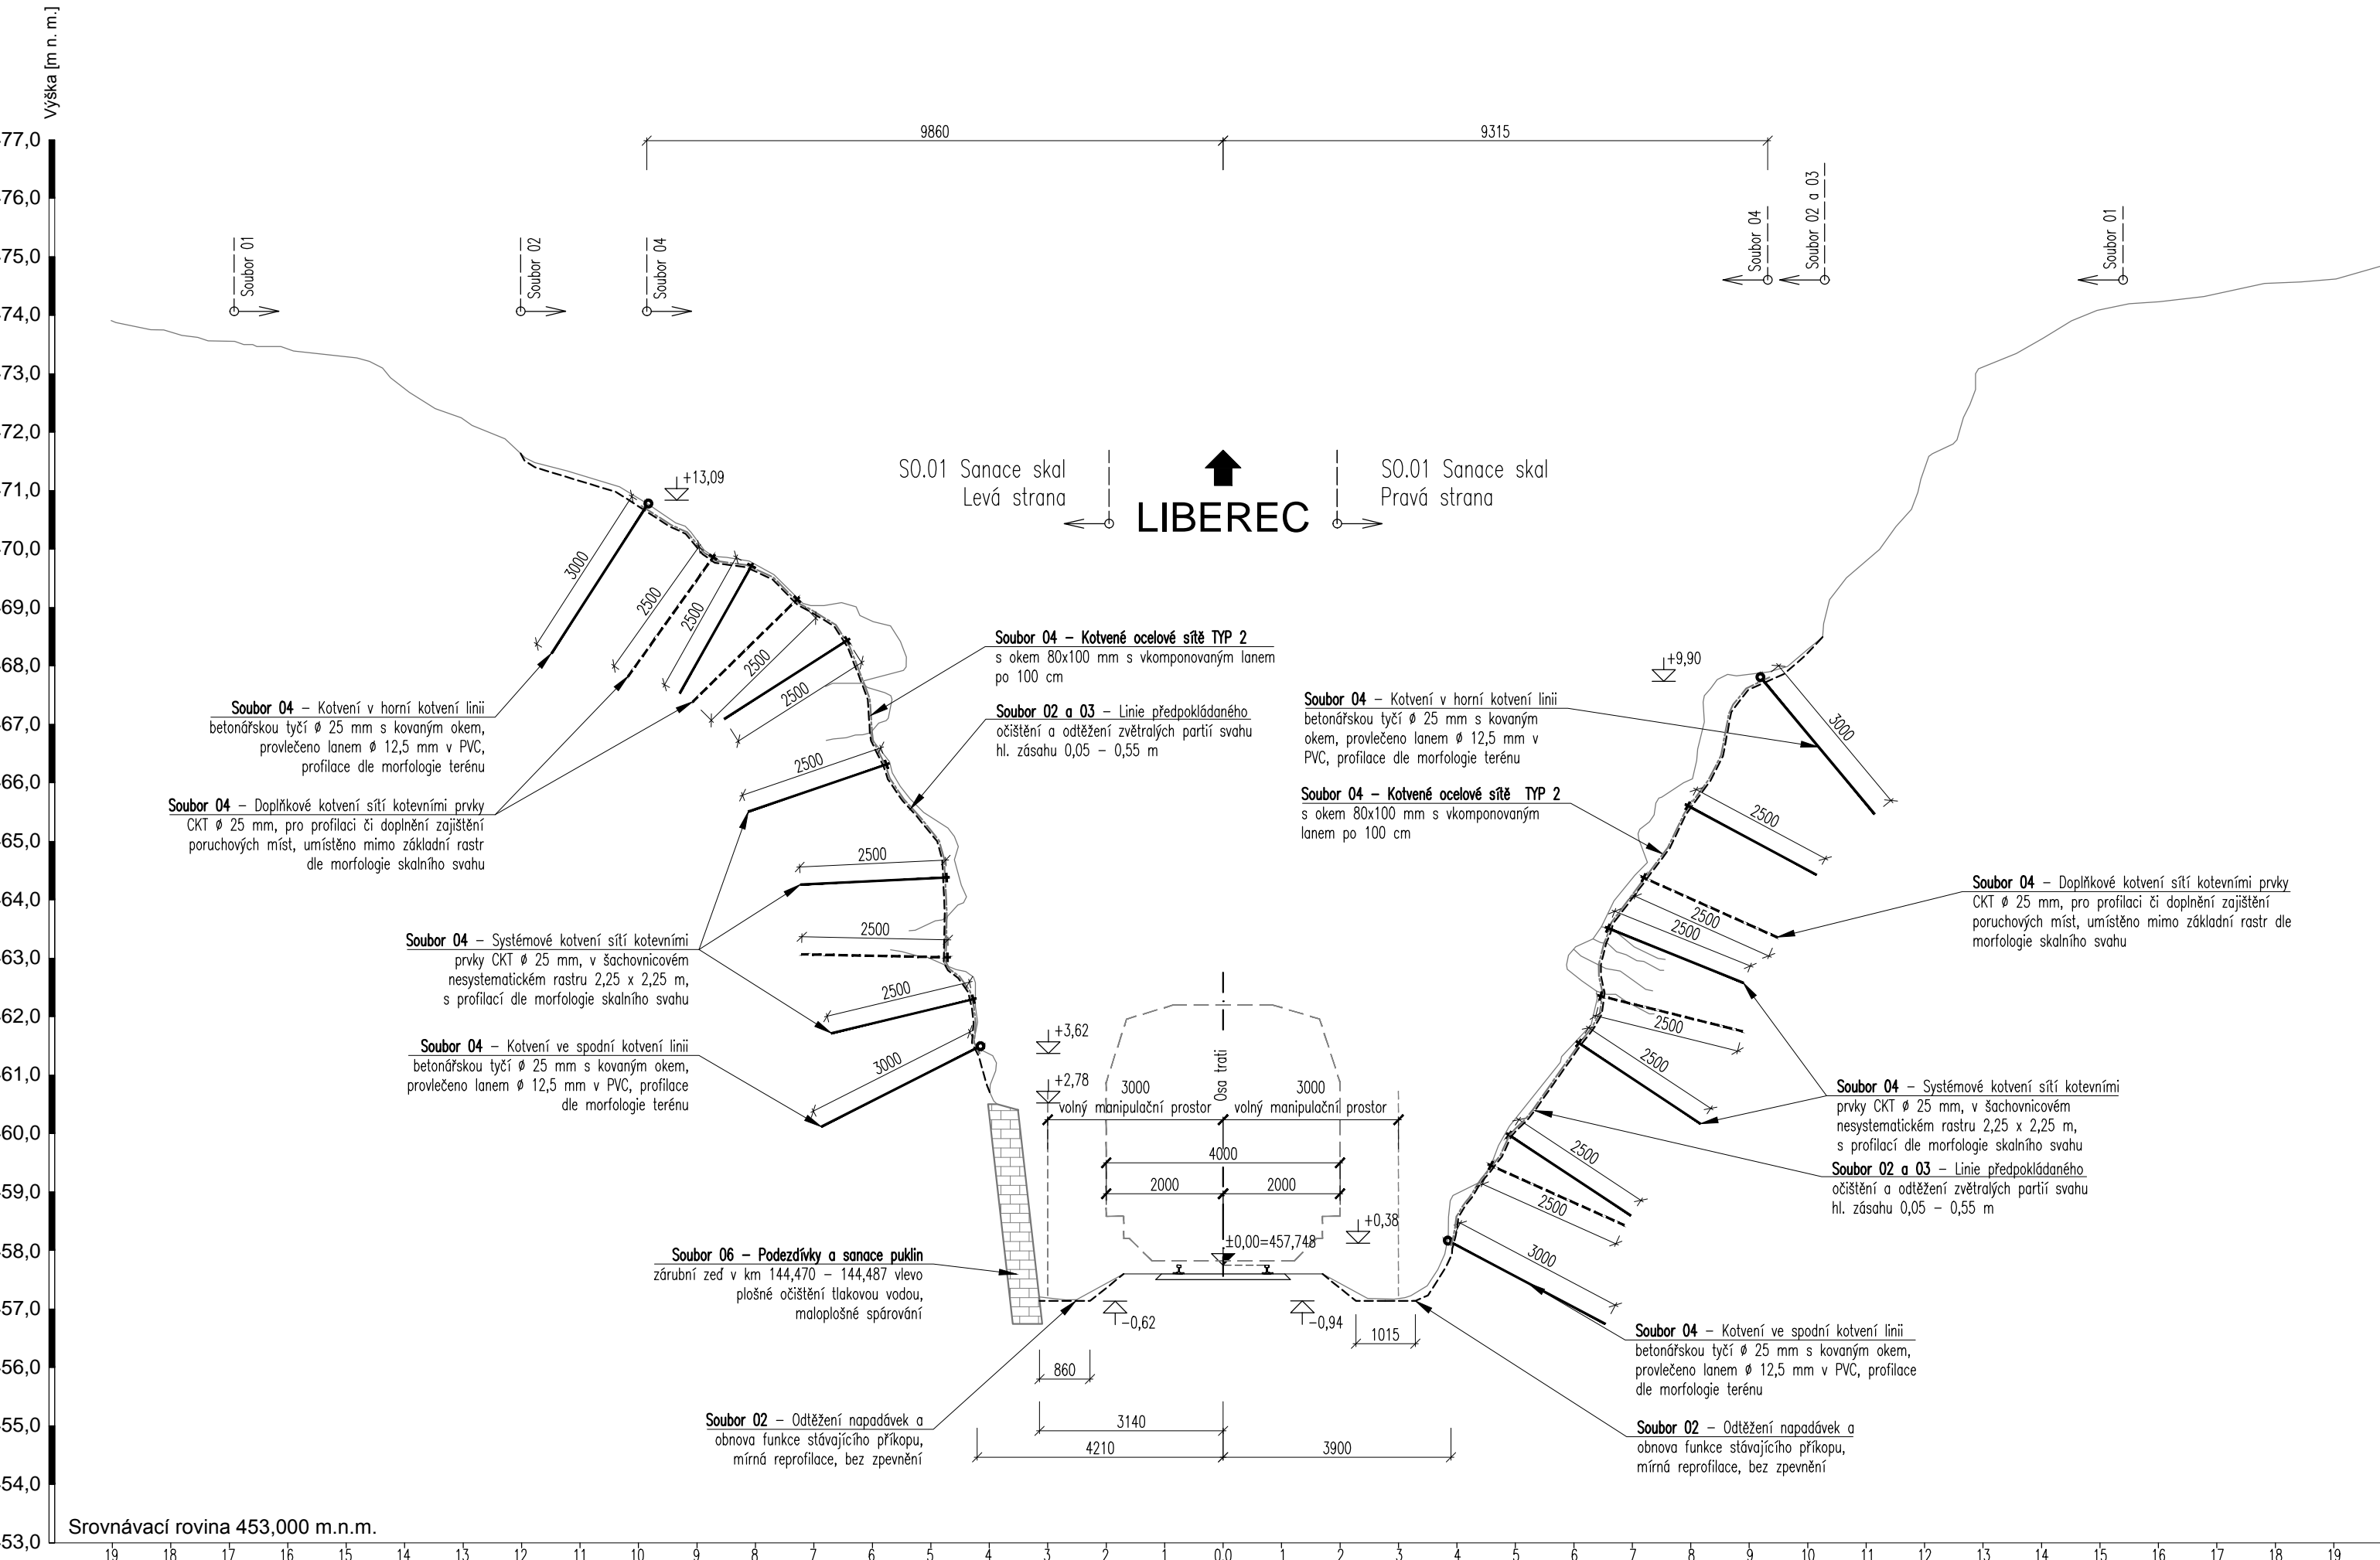 Výška [m n. m.]
77,0
76,0
75,0
74,0
73,0
72,0
71,0
70,0
69,0
68,0
67,0
66,0
65,0
64,0
63,0
62,0
61,0
60,0
59,0
58,0
57,0
56,0
55,0
54,0
53,0
9860
9315
Soubor 01
Soubor 02
Soubor 04
Soubor 04
Soubor 02 a 03
Soubor 01
SO.01 Sanace skal
Levá strana
LIBEREC
SO.01 Sanace skal
Pravá strana
+13,09
3000
2500
2500
2500
2500
2500
2500
2500
2500
3000
Soubor 04 – Kotvení v horní kotvení linii
betonářskou tyčí ø 25 mm s kovaným okem,
provlečeno lanem ø 12,5 mm v PVC,
profilace dle morfologie terénu
Soubor 04 – Doplňkové kotvení sítí kotevními prvky
CKT ø 25 mm, pro profilaci či doplnění zajištění
poruchových míst, umístěno mimo základní rastr
dle morfologie skalního svahu
Soubor 04 – Systémové kotvení sítí kotevními
prvky CKT ø 25 mm, v šachovnicovém
nesystematickém rastru 2,25 x 2,25 m,
s profilací dle morfologie skalního svahu
Soubor 04 – Kotvení ve spodní kotvení linii
betonářskou tyčí ø 25 mm s kovaným okem,
provlečeno lanem ø 12,5 mm v PVC, profilace
dle morfologie terénu
Soubor 04 – Kotvené ocelové sítě TYP 2
s okem 80x100 mm s vkomponovaným lanem
po 100 cm
Soubor 02 a 03 – Linie předpokládaného
očištění a odtěžení zvětralých partií svahu
hl. zásahu 0,05 – 0,55 m
+9,90
Soubor 04 – Kotvení v horní kotvení linii
betonářskou tyčí ø 25 mm s kovaným
okem, provlečeno lanem ø 12,5 mm v
PVC, profilace dle morfologie terénu
Soubor 04 – Kotvené ocelové sítě TYP 2
s okem 80x100 mm s vkomponovaným
lanem po 100 cm
3000
2500
2500
2500
2500
2500
2500
2500
3000
Soubor 04 – Doplňkové kotvení sítí kotevními prvky
CKT ø 25 mm, pro profilaci či doplnění zajištění
poruchových míst, umístěno mimo základní rastr dle
morfologie skalního svahu
Soubor 04 – Systémové kotvení sítí kotevními
prvky CKT ø 25 mm, v šachovnicovém
nesystematickém rastru 2,25 x 2,25 m,
s profilací dle morfologie skalního svahu
Soubor 02 a 03 – Linie předpokládaného
očištění a odtěžení zvětralých partií svahu
hl. zásahu 0,05 – 0,55 m
+3,62
+2,78
Osa trati
3000
3000
volný manipulační prostor
volný manipulační prostor
4000
2000
2000
+0,38
±0,00=457,748
Soubor 06 – Podezdívky a sanace puklin
zárubní zeď v km 144,470 – 144,487 vlevo
plošné očištění tlakovou vodou,
maloplošné spárování
-0,62
-0,94
1015
860
3140
4210
3900
Soubor 02 – Odtěžení napadávek a
obnova funkce stávajícího příkopu,
mírná reprofilace, bez zpevnění
Soubor 04 – Kotvení ve spodní kotvení linii
betonářskou tyčí ø 25 mm s kovaným okem,
provlečeno lanem ø 12,5 mm v PVC, profilace
dle morfologie terénu
Soubor 02 – Odtěžení napadávek a
obnova funkce stávajícího příkopu,
mírná reprofilace, bez zpevnění
Srovnávací rovina 453,000 m.n.m.
19 18 17 16 15 14 13 12 11 10 9 8 7 6 5 4 3 2 1 0,0 1 2 3 4 5 6 7 8 9 10 11 12 13 14 15 16 17 18 19